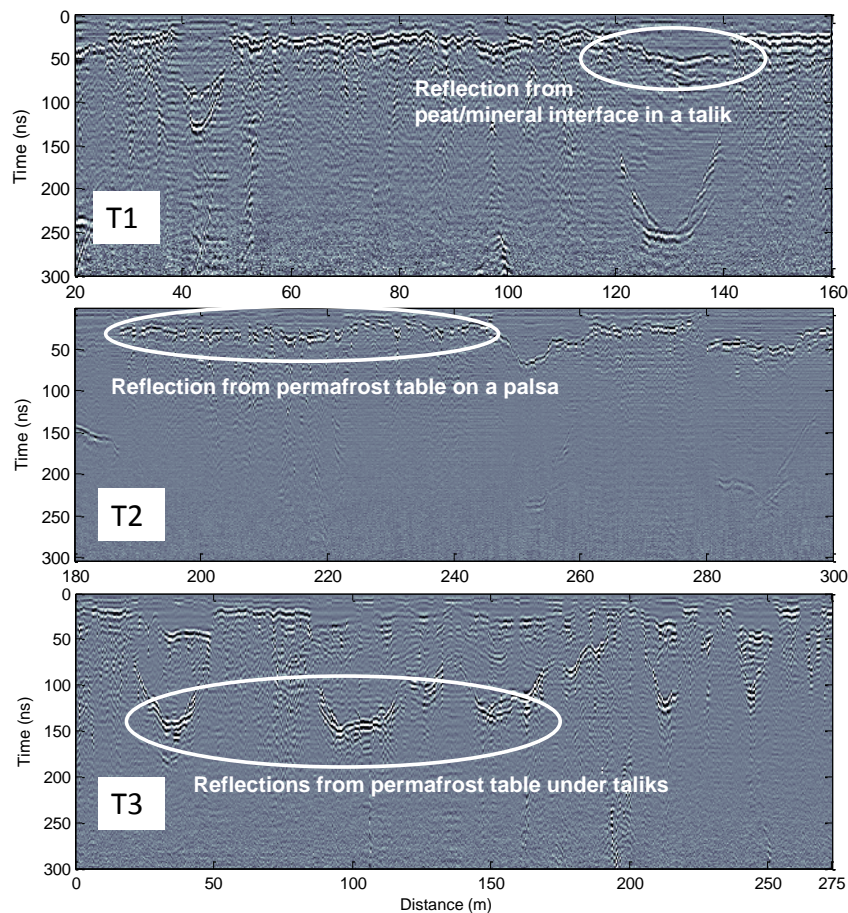 0
50
100
150
200
250
300
Time (ns)
Reflection from
peat/mineral interface in a talik
T1
20 40 60 80 100 120 140 160
50
100
150
200
250
300
Time (ns)
Reflection from permafrost table on a palsa
T2
180 200 220 240 260 280 300
0
50
100
150
200
250
300
Time (ns)
Reflections from permafrost table under taliks
T3
0 50 100 150 200 250 275
Distance (m)